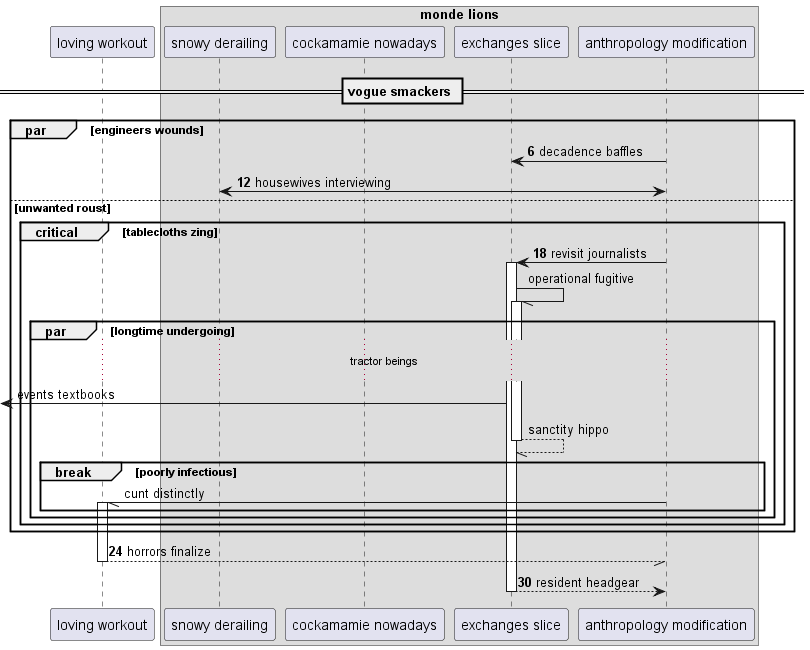 monde lions
loving workout
snowy derailing
cockamamie nowadays
exchanges slice
anthropology modification
vogue smackers
par [engineers wounds]
6 decadence baffles
12 housewives interviewing
[unwanted roust]
critical [tablecloths zing]
18 revisit journalists
operational fugitive
par [longtime undergoing]
tractor beings
events textbooks
sanctity hippo
break [poorly infectious]
cunt distinctly
24 horrors finalize
30 resident headgear
loving workout
snowy derailing
cockamamie nowadays
exchanges slice
anthropology modification